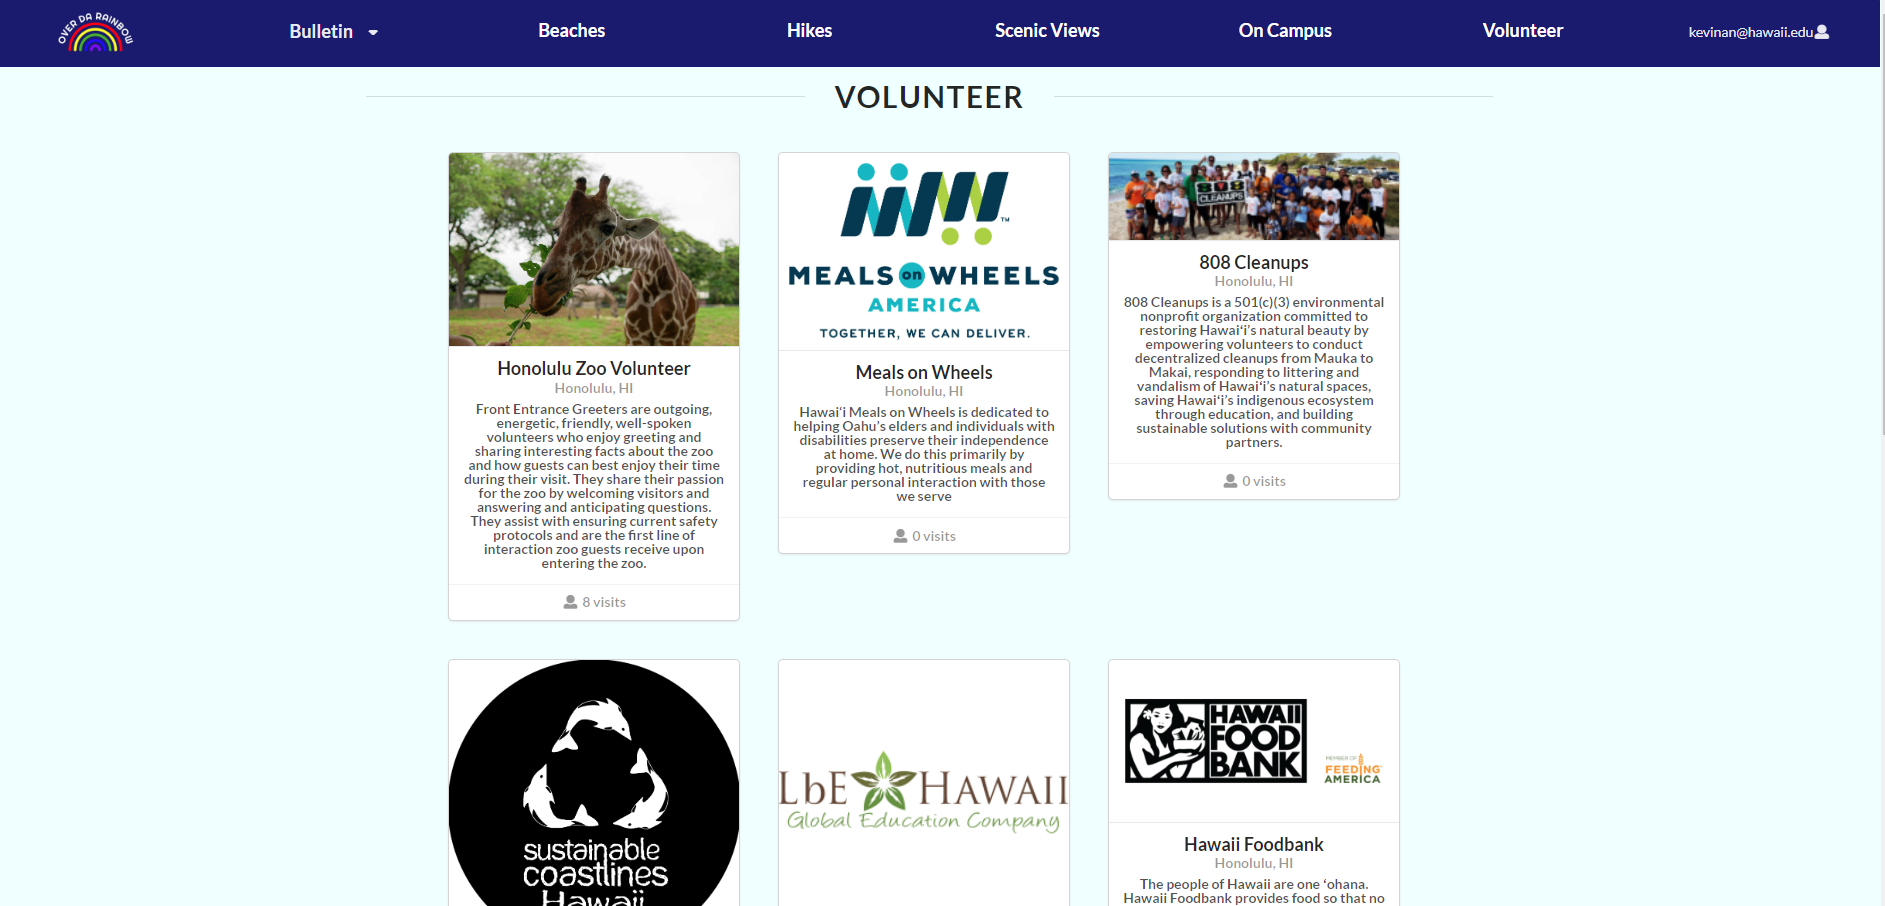 OVER DA RAINBOW
Bulletin
Beaches
Hikes
Scenic Views
On Campus
Volunteer
kevinan@hawaii.edu
VOLUNTEER
Honolulu Zoo Volunteer
Honolulu, HI
Front Entrance Greeters are outgoing,
energetic, friendly, well-spoken
volunteers who enjoy greeting and
sharing interesting facts about the zoo
and how guests can best enjoy their time
during their visit. They share their passion
for the zoo by welcoming visitors and
answering and anticipating questions.
They assist with ensuring current safety
protocols and are the first line of
interaction zoo guests receive upon
entering the zoo.
8 visits
MEALS on WHEELS
AMERICA
TOGETHER, WE CAN DELIVER.
Meals on Wheels
Honolulu, HI
Hawaiʻi Meals on Wheels is dedicated to
helping Oahu’s elders and individuals with
disabilities preserve their independence
at home. We do this primarily by
providing hot, nutritious meals and
regular personal interaction with those
we serve
0 visits
808
CLEANUPS
808 Cleanups
Honolulu, HI
808 Cleanups is a 501(c)(3) environmental
nonprofit organization committed to
restoring Hawaiʻi’s natural beauty by
empowering volunteers to conduct
decentralized cleanups from Mauka to
Makai, responding to littering and
vandalism of Hawaiʻi’s natural spaces,
saving Hawaiʻi’s indigenous ecosystem
through education, and building
sustainable solutions with community
partners.
0 visits
sustainable
coastlines
Hawaii
LbE HAWAII
Global Education Company
HAWAII
FOOD
BANK
MEMBER OF
FEEDING
AMERICA
Hawaii Foodbank
Honolulu, HI
The people of Hawaii are one ʻohana.
Hawaii Foodbank provides food so that no